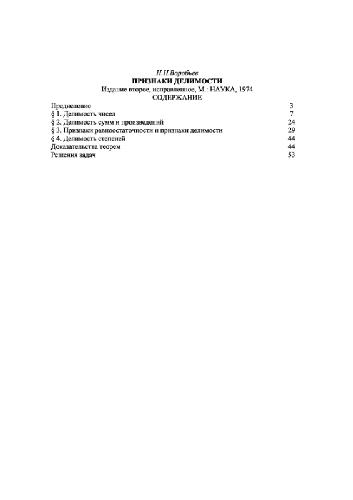 Н.Н.Воробьев
ПРИЗНАКИ ДЕЛИМОСТИ
Издание второе, исправленное, М.: НАУКА, 1974
СОДЕРЖАНИЕ
Предисловие 3
§ 1. Делимость чисел 7
§ 2. Делимость сумм и произведений 24
§ 3. Признаки равноостаточности и признаки делимости 29
§ 4. Делимость степеней 44
Доказательства теорем 44
Решения задач 53